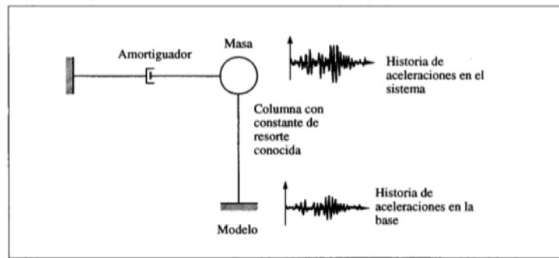 Amortiguador
Masa
Historia de
aceleraciones en el
sistema
Columna con
constante de
resorte
conocida
Historia de
aceleraciones en la
base
Modelo